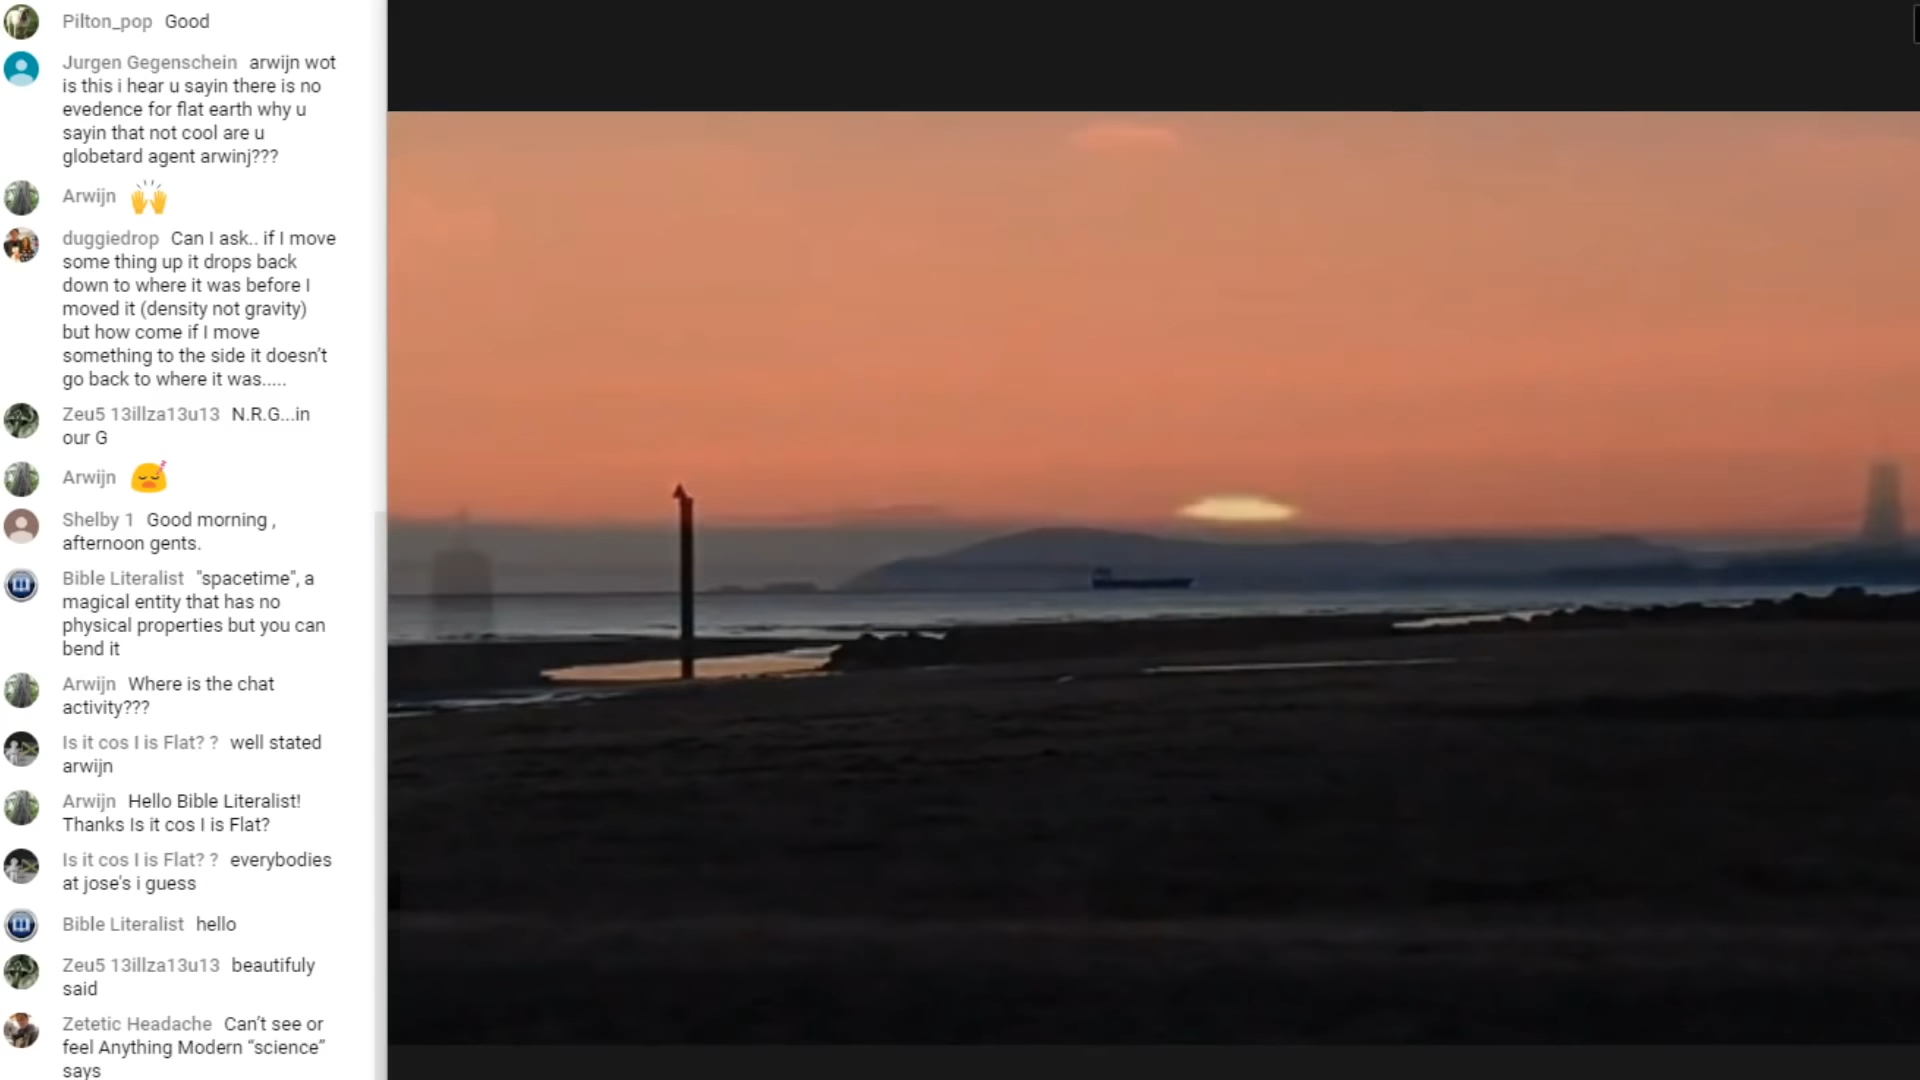 Pilton_pop Good
Jurgen Gegenschein arwijn wot
is this i hear u sayin there is no
evedence for flat earth why u
sayin that not cool are u
globetard agent arwinj???
Arwijn 🙌
duggiedrop Can I ask.. if I move
some thing up it drops back
down to where it was before I
moved it (density not gravity)
but how come if I move
something to the side it doesn't
go back to where it was.....
Zeu5 13illza13u13 N.R.G...in
our G
Arwijn 😴
Shelby 1 Good morning ,
afternoon gents.
Bible Literalist "spacetime", a
magical entity that has no
physical properties but you can
bend it
Arwijn Where is the chat
activity???
Is it cos I is Flat? ? well stated
arwijn
Arwijn Hello Bible Literalist!
Thanks Is it cos I is Flat?
Is it cos I is Flat? ? everybodies
at jose's i guess
Bible Literalist hello
Zeu5 13illza13u13 beautifuly
said
Zetetic Headache Can't see or
feel Anything Modern “science”
says